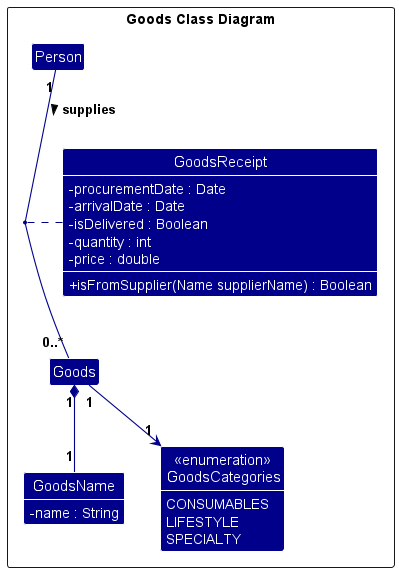 Goods Class Diagram
Person
1
supplies
GoodsReceipt
-procurementDate : Date
-arrivalDate : Date
-isDelivered : Boolean
-quantity : int
-price : double
+isFromSupplier(Name supplierName) : Boolean
0..*
Goods
1 1
1
1
GoodsName
-name : String
«enumeration»
GoodsCategories
CONSUMABLES
LIFESTYLE
SPECIALTY